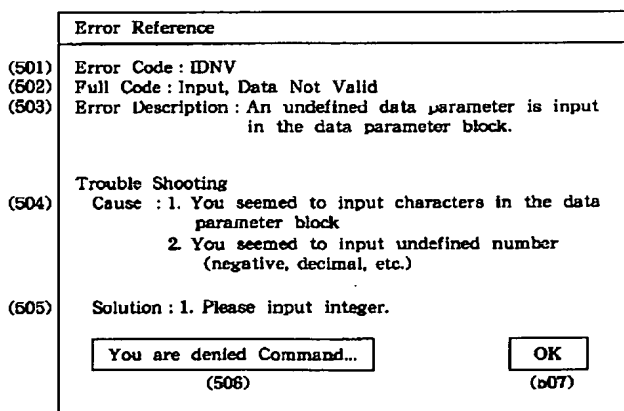 Error Reference
(501) Error Code : IDNV
(502) Full Code : Input, Data Not Valid
(503) Error Description : An undefined data parameter is input
in the data parameter block.
Trouble Shooting
(504) Cause : 1. You seemed to input characters in the data
parameter block
2. You seemed to input undefined number
(negative, decimal, etc.)
(505) Solution : 1. Please input integer.
You are denied Command... OK
(506) (507)